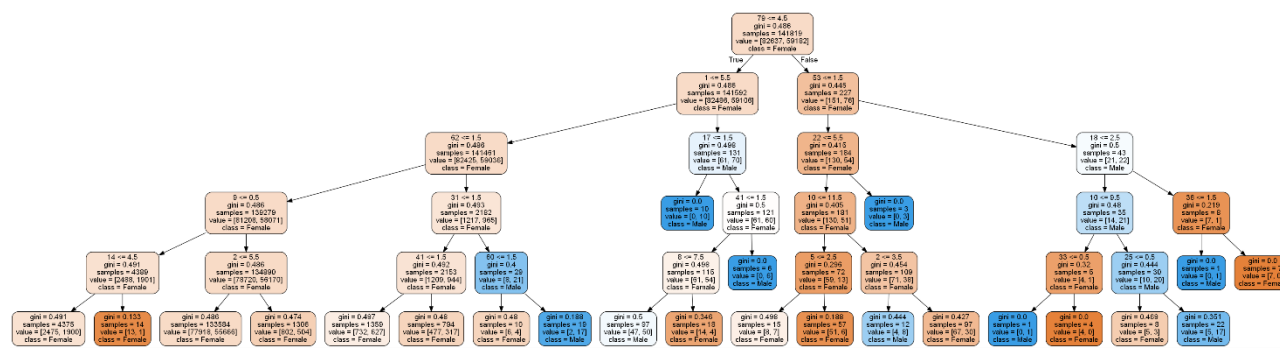 79 <= 4.5
gini = 0.486
samples = 141819
value = [82637, 59182]
class = Female
True
False
1 <= 5.5
gini = 0.486
samples = 141592
value = [82486, 59106]
class = Female
53 <= 1.5
gini = 0.445
samples = 227
value = [151, 76]
class = Female
62 <= 1.5
gini = 0.486
samples = 141461
value = [82425, 59036]
class = Female
17 <= 1.5
gini = 0.498
samples = 131
value = [61, 70]
class = Male
22 <= 5.5
gini = 0.415
samples = 184
value = [130, 54]
class = Female
18 <= 2.5
gini = 0.5
samples = 43
value = [21, 22]
class = Male
9 <= 0.5
gini = 0.486
samples = 139279
value = [81208, 58071]
class = Female
31 <= 1.5
gini = 0.493
samples = 2182
value = [1217, 965]
class = Female
gini = 0.0
samples = 10
value = [0, 10]
class = Male
41 <= 1.5
gini = 0.5
samples = 121
value = [61, 60]
class = Female
10 <= 11.5
gini = 0.405
samples = 181
value = [130, 51]
class = Female
gini = 0.0
samples = 3
value = [0, 3]
class = Male
10 <= 9.5
gini = 0.48
samples = 35
value = [14, 21]
class = Male
38 <= 1.5
gini = 0.219
samples = 8
value = [7, 1]
class = Female
14 <= 4.5
gini = 0.491
samples = 4389
value = [2488, 1901]
class = Female
2 <= 5.5
gini = 0.486
samples = 134890
value = [78720, 56170]
class = Female
41 <= 1.5
gini = 0.492
samples = 2153
value = [1209, 944]
class = Female
60 <= 1.5
gini = 0.4
samples = 29
value = [8, 21]
class = Male
8 <= 7.5
gini = 0.498
samples = 115
value = [61, 54]
class = Female
gini = 0.0
samples = 6
value = [0, 6]
class = Male
5 <= 2.5
gini = 0.296
samples = 72
value = [59, 13]
class = Female
2 <= 3.5
gini = 0.454
samples = 109
value = [71, 38]
class = Female
33 <= 0.5
gini = 0.32
samples = 5
value = [4, 1]
class = Female
25 <= 0.5
gini = 0.444
samples = 30
value = [10, 20]
class = Male
gini = 0.0
samples = 1
value = [0, 1]
class = Male
gini = 0.0
samples = 7
value = [7, 0]
class = Female
gini = 0.491
samples = 4375
value = [2475, 1900]
class = Female
gini = 0.133
samples = 14
value = [13, 1]
class = Female
gini = 0.486
samples = 133584
value = [77918, 55666]
class = Female
gini = 0.474
samples = 1306
value = [802, 504]
class = Female
gini = 0.497
samples = 1359
value = [732, 627]
class = Female
gini = 0.48
samples = 794
value = [477, 317]
class = Female
gini = 0.48
samples = 10
value = [6, 4]
class = Female
gini = 0.188
samples = 19
value = [2, 17]
class = Male
gini = 0.5
samples = 97
value = [47, 50]
class = Male
gini = 0.346
samples = 18
value = [14, 4]
class = Female
gini = 0.498
samples = 15
value = [8, 7]
class = Female
gini = 0.188
samples = 57
value = [51, 6]
class = Female
gini = 0.444
samples = 12
value = [4, 8]
class = Male
gini = 0.427
samples = 97
value = [67, 30]
class = Female
gini = 0.0
samples = 1
value = [0, 1]
class = Male
gini = 0.0
samples = 4
value = [4, 0]
class = Female
gini = 0.469
samples = 8
value = [5, 3]
class = Female
gini = 0.351
samples = 22
value = [5, 17]
class = Male